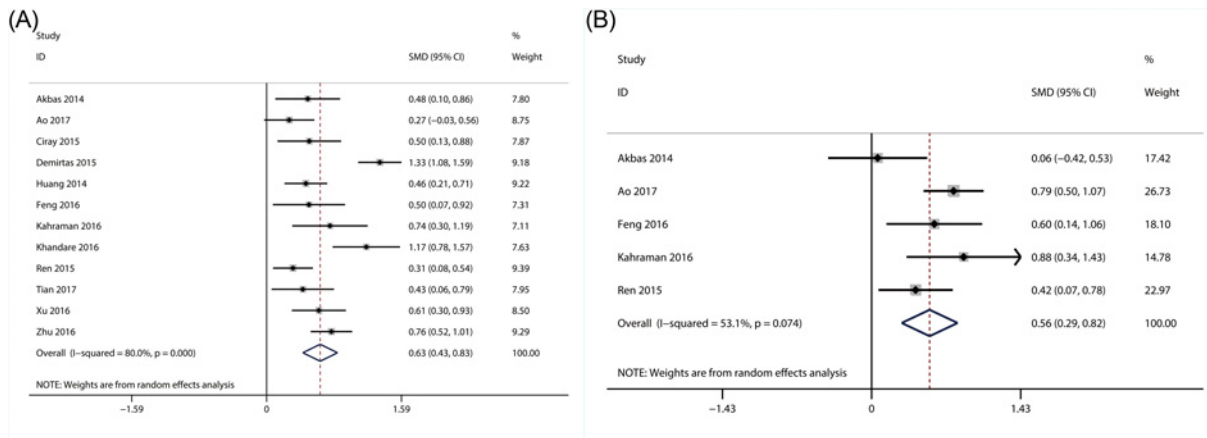 (A)
Study %
ID SMD (95% CI) Weight
Akbas 2014 0.48 (0.10, 0.86) 7.80
Ao 2017 0.27 (−0.03, 0.56) 8.75
Ciray 2015 0.50 (0.13, 0.88) 7.87
Demirtas 2015 1.33 (1.08, 1.59) 9.18
Huang 2014 0.46 (0.21, 0.71) 9.22
Feng 2016 0.50 (0.07, 0.92) 7.31
Kahraman 2016 0.74 (0.30, 1.19) 7.11
Khandare 2016 1.17 (0.78, 1.57) 7.63
Ren 2015 0.31 (0.08, 0.54) 9.39
Tian 2017 0.43 (0.06, 0.79) 7.95
Xu 2016 0.61 (0.30, 0.93) 8.50
Zhu 2016 0.76 (0.52, 1.01) 9.29
Overall (I−squared = 80.0%, p = 0.000) 0.63 (0.43, 0.83) 100.00
NOTE: Weights are from random effects analysis
−1.59 0 1.59
(B)
Study %
ID SMD (95% CI) Weight
Akbas 2014 0.06 (−0.42, 0.53) 17.42
Ao 2017 0.79 (0.50, 1.07) 26.73
Feng 2016 0.60 (0.14, 1.06) 18.10
Kahraman 2016 0.88 (0.34, 1.43) 14.78
Ren 2015 0.42 (0.07, 0.78) 22.97
Overall (I−squared = 53.1%, p = 0.074) 0.56 (0.29, 0.82) 100.00
NOTE: Weights are from random effects analysis
−1.43 0 1.43